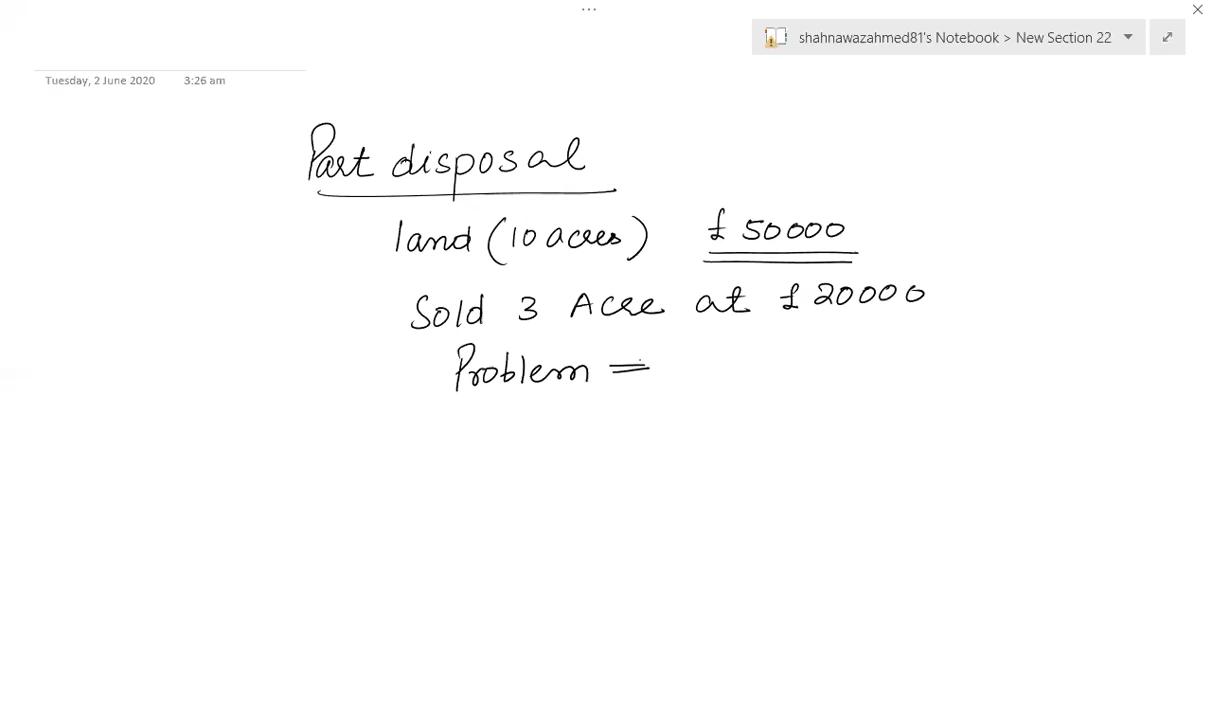 ...
shahnawazahmed81's Notebook > New Section 22
Tuesday, 2 June 2020 3:26 am
Part disposal
land (10 acres) £ 50000
Sold 3 Acre at £ 20000
Problem =